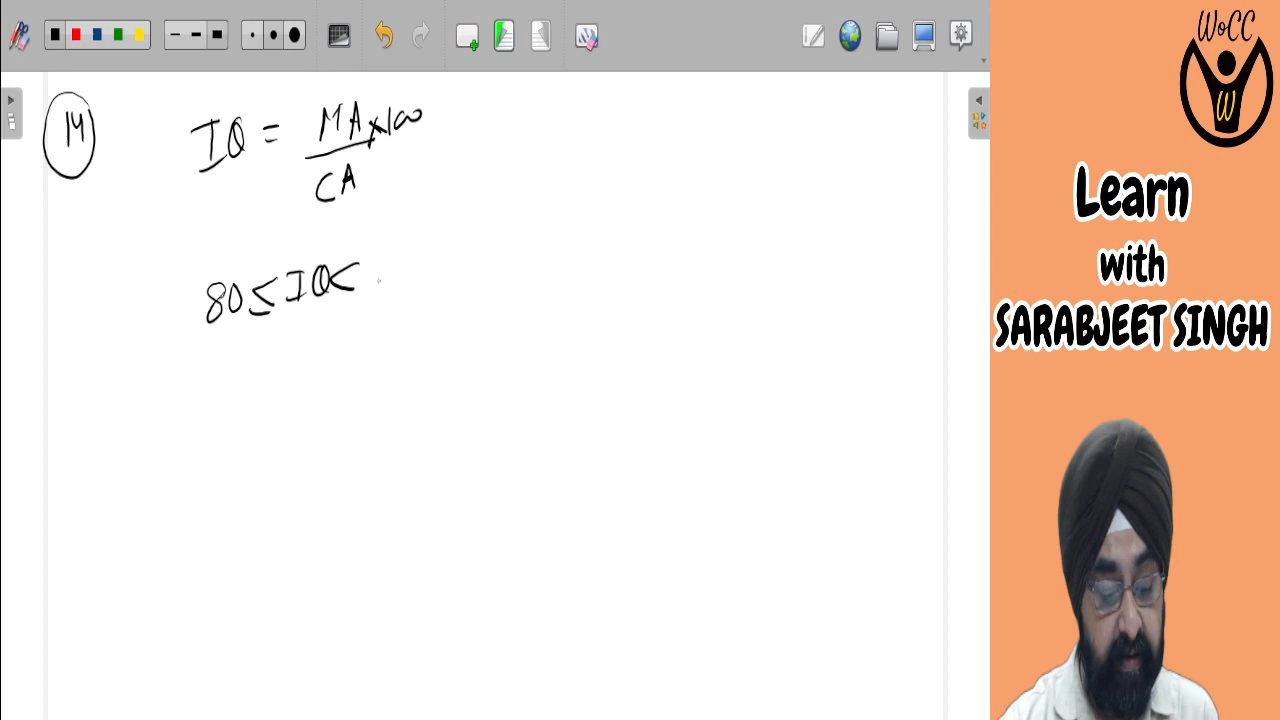 14
IQ = MA/CA × 100
80 ≤ IQ <
WoCC
W
Learn
with
SARABJEET SINGH